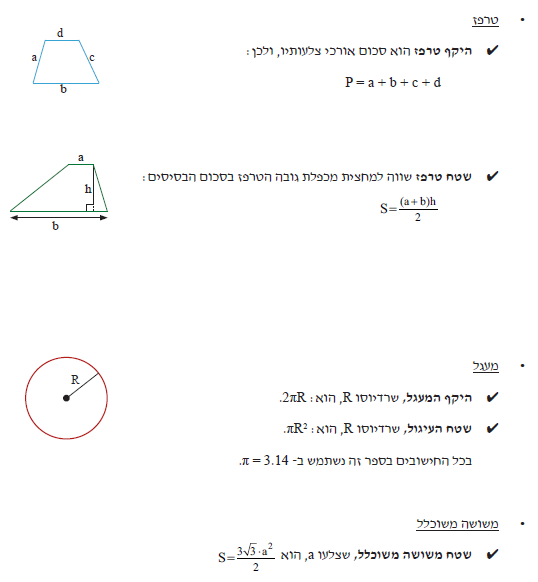 • טרפז
✔ היקף טרפז הוא סכום אורכי צלעותיו, ולכן:
P = a + b + c + d
d
a
c
b
✔ שטח טרפז שווה למחצית מכפלת גובה הטרפז בסכום הבסיסים:
S = (a + b)h / 2
a
h
b
• מעגל
✔ היקף המעגל, שרדיוסו R, הוא: 2πR.
✔ שטח העיגול, שרדיוסו R, הוא: πR².
בכל החישובים בספר זה נשתמש ב- π = 3.14.
R
• משושה משוכלל
✔ שטח משושה משוכלל, שצלעו a, הוא S = 3√3 · a² / 2